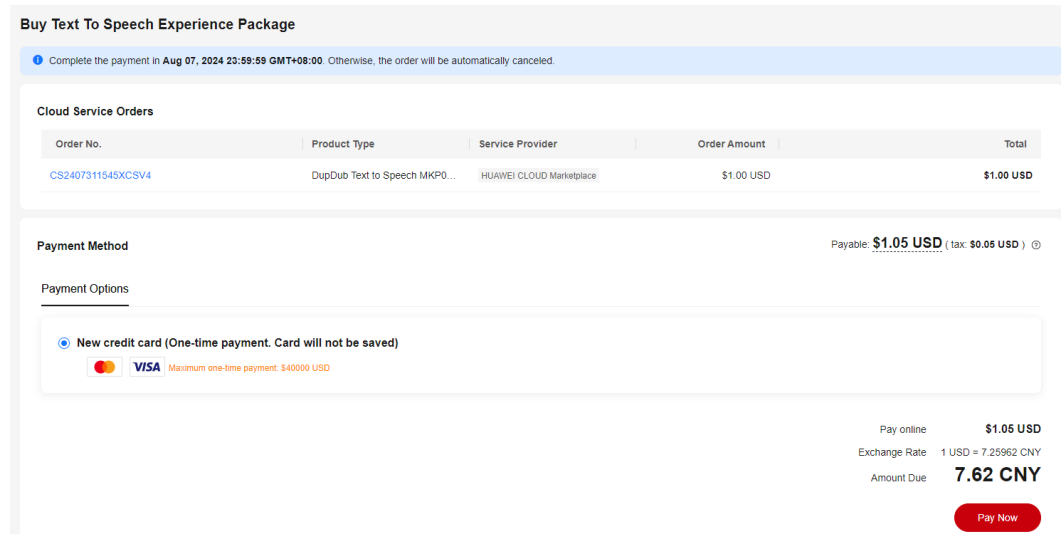 Buy Text To Speech Experience Package
Complete the payment in Aug 07, 2024 23:59:59 GMT+08:00. Otherwise, the order will be automatically canceled.
Cloud Service Orders
Order No. Product Type Service Provider Order Amount Total
CS2407311545XCSV4 DupDub Text to Speech MKP0... HUAWEI CLOUD Marketplace $1.00 USD $1.00 USD
Payment Method Payable: $1.05 USD ( tax: $0.05 USD )
Payment Options
New credit card (One-time payment. Card will not be saved)
VISA Maximum one-time payment: $40000 USD
Pay online $1.05 USD
Exchange Rate 1 USD = 7.25962 CNY
Amount Due 7.62 CNY
Pay Now